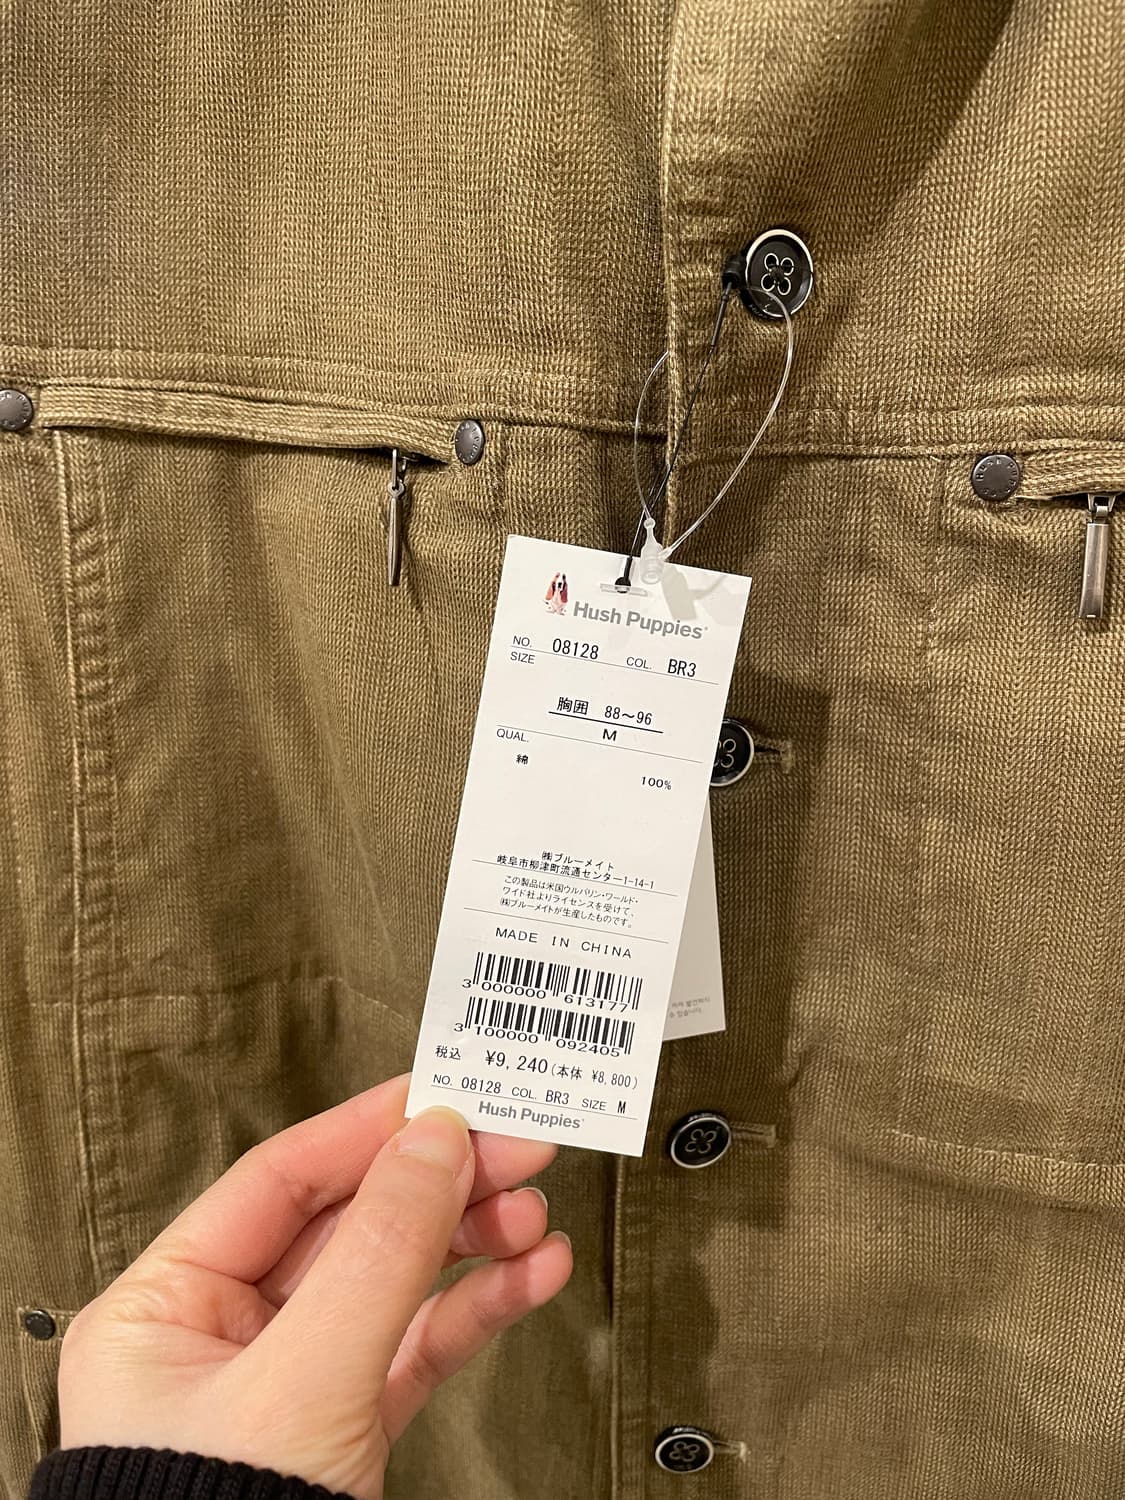 Hush Puppies
NO. 08128 COL. BR3
SIZE
胸囲 88～96
M
QUAL.
綿 100%
㈱ブルーメイト
岐阜市柳津町流通センター1-14-1
この製品は米国ウルバリン・ワールド・
ワイド社よりライセンスを受けて、
㈱ブルーメイトが生産したものです。
MADE IN CHINA
3 000000 613177
3 100000 092405
税込 ¥9,240(本体 ¥8,800)
NO. 08128 COL. BR3 SIZE M
Hush Puppies